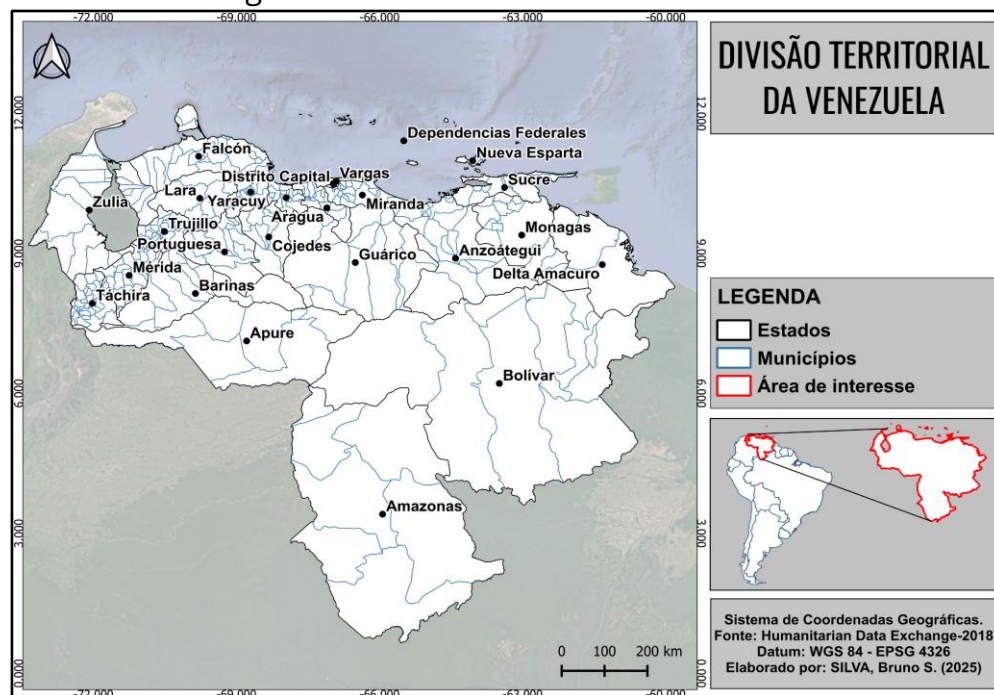 -72.000 -69.000 -66.000 -63.000 -60.000
DIVISÃO TERRITORIAL
DA VENEZUELA
12.000
12.000
Dependencias Federales
Nueva Esparta
Falcón
Distrito Capital
Vargas
Sucre
Lara
Yaracuy
Miranda
Zulia
Aragua
Trujillo
Monagas
Portuguesa
Cojedes
Guárico
Anzoátegui
9.000
9.000
Delta Amacuro
Mérida
Barinas
Táchira
LEGENDA
Estados
Municípios
Área de interesse
Apure
Bolívar
6.000
6.000
Amazonas
3.000
3.000
Sistema de Coordenadas Geográficas.
Fonte: Humanitarian Data Exchange-2018
Datum: WGS 84 - EPSG 4326
Elaborado por: SILVA, Bruno S. (2025)
0 100 200 km
0.000
0.000
-72.000 -69.000 -66.000 -63.000 -60.000